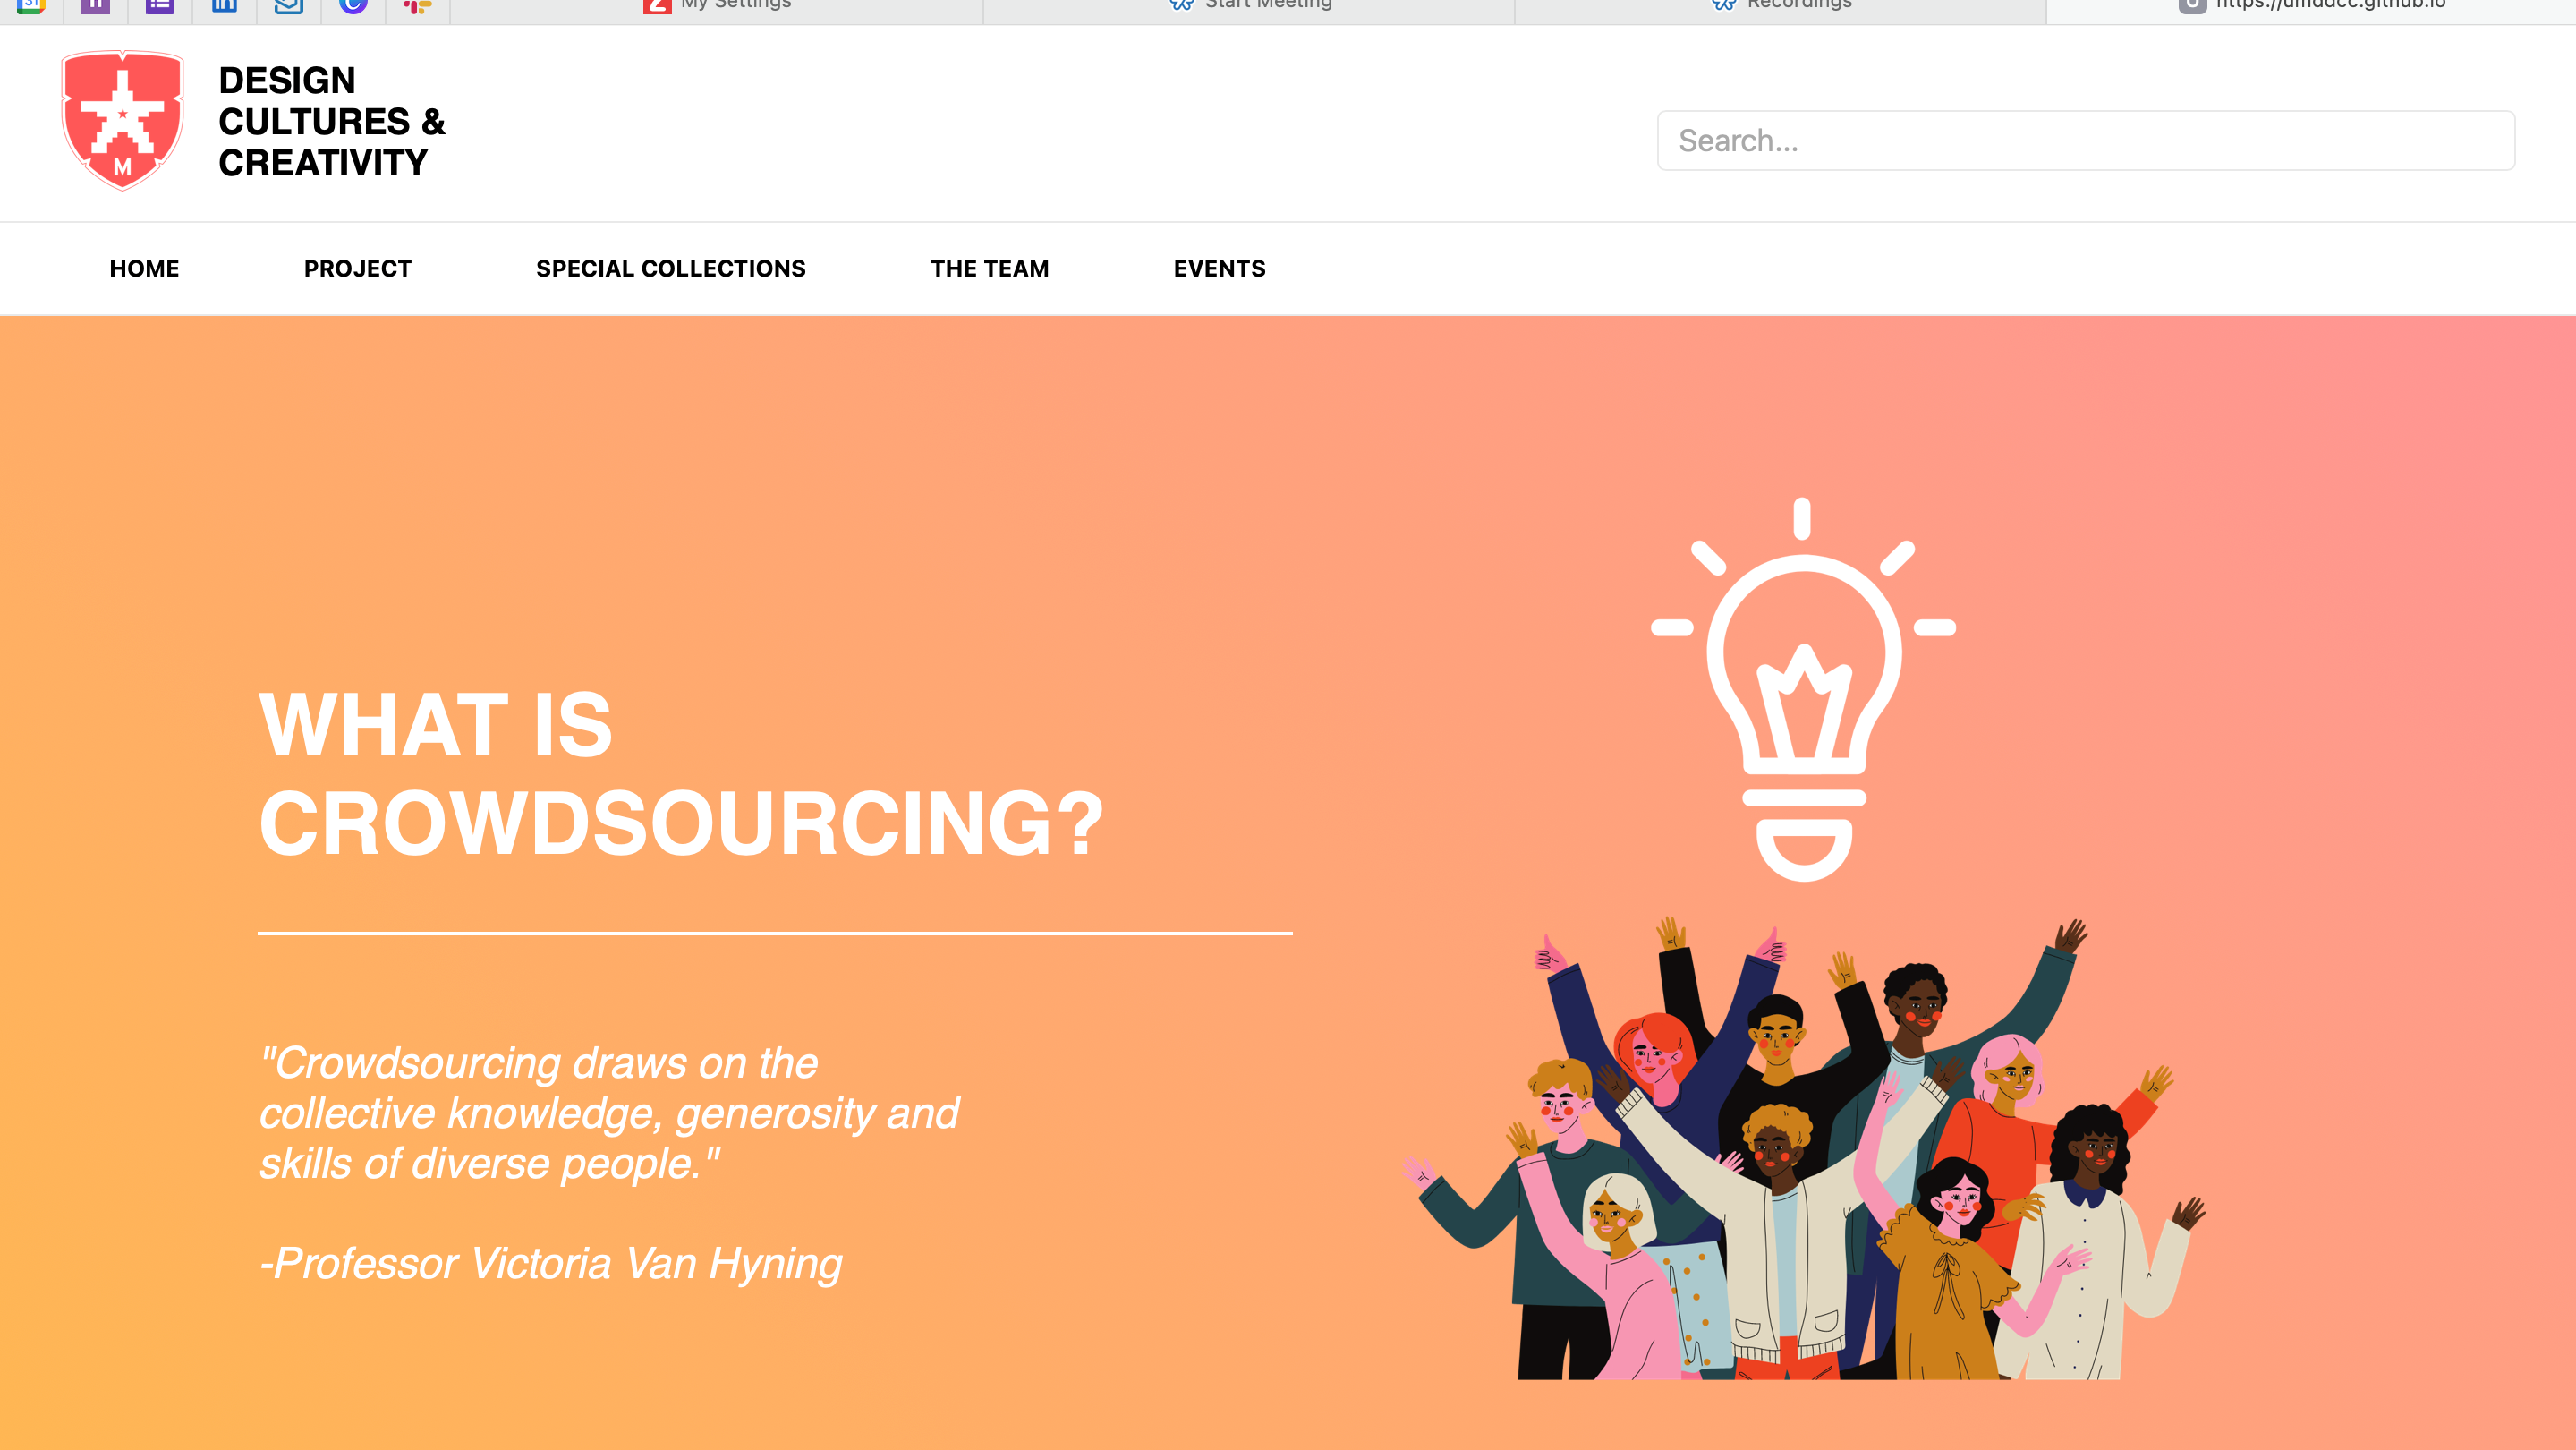 31 My Settings Start Meeting Recordings U https://umddcc.github.io
DESIGN
CULTURES &
CREATIVITY
M
Search...
HOME PROJECT SPECIAL COLLECTIONS THE TEAM EVENTS
WHAT IS
CROWDSOURCING?
"Crowdsourcing draws on the
collective knowledge, generosity and
skills of diverse people."
-Professor Victoria Van Hyning